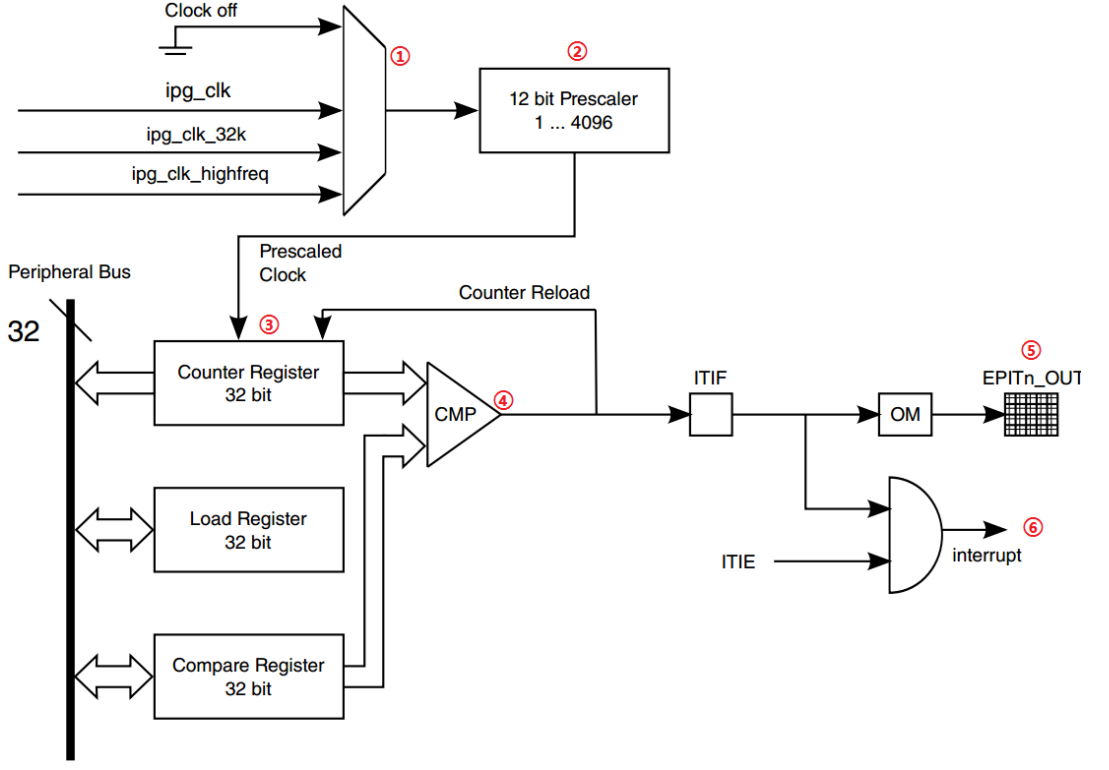 Clock off
①
②
ipg_clk
12 bit Prescaler
1 ... 4096
ipg_clk_32k
ipg_clk_highfreq
Prescaled
Clock
Peripheral Bus
Counter Reload
32
③
Counter Register
32 bit
CMP
④
ITIF
OM
⑤
EPITn_OUT
Load Register
32 bit
ITIE
⑥
interrupt
Compare Register
32 bit